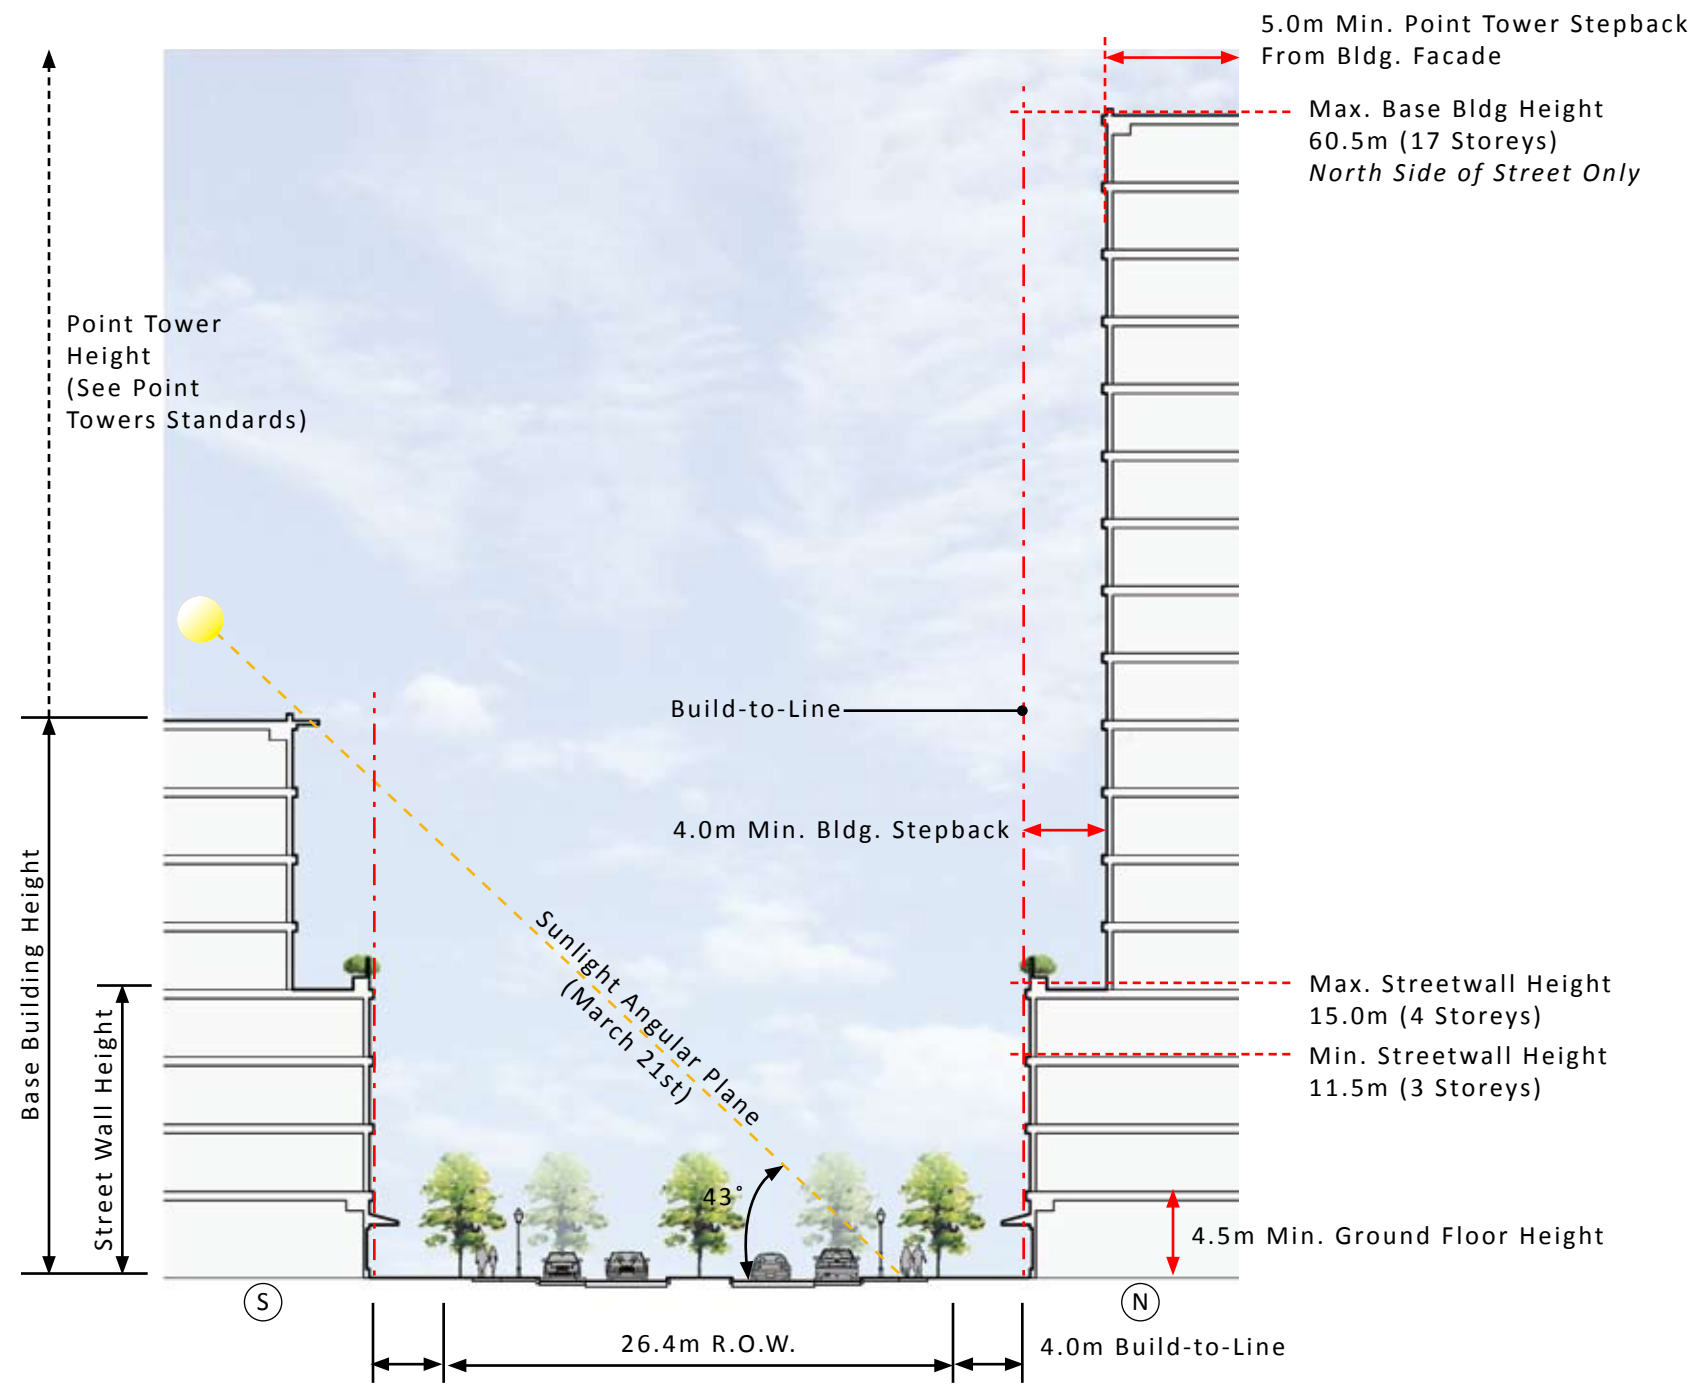 5.0m Min. Point Tower Stepback
From Bldg. Facade
Max. Base Bldg Height
60.5m (17 Storeys)
North Side of Street Only
Point Tower
Height
(See Point
Towers Standards)
Build-to-Line
4.0m Min. Bldg. Stepback
Base Building Height
Street Wall Height
Sunlight Angular Plane
(March 21st)
Max. Streetwall Height
15.0m (4 Storeys)
Min. Streetwall Height
11.5m (3 Storeys)
43°
4.5m Min. Ground Floor Height
S
N
26.4m R.O.W.
4.0m Build-to-Line